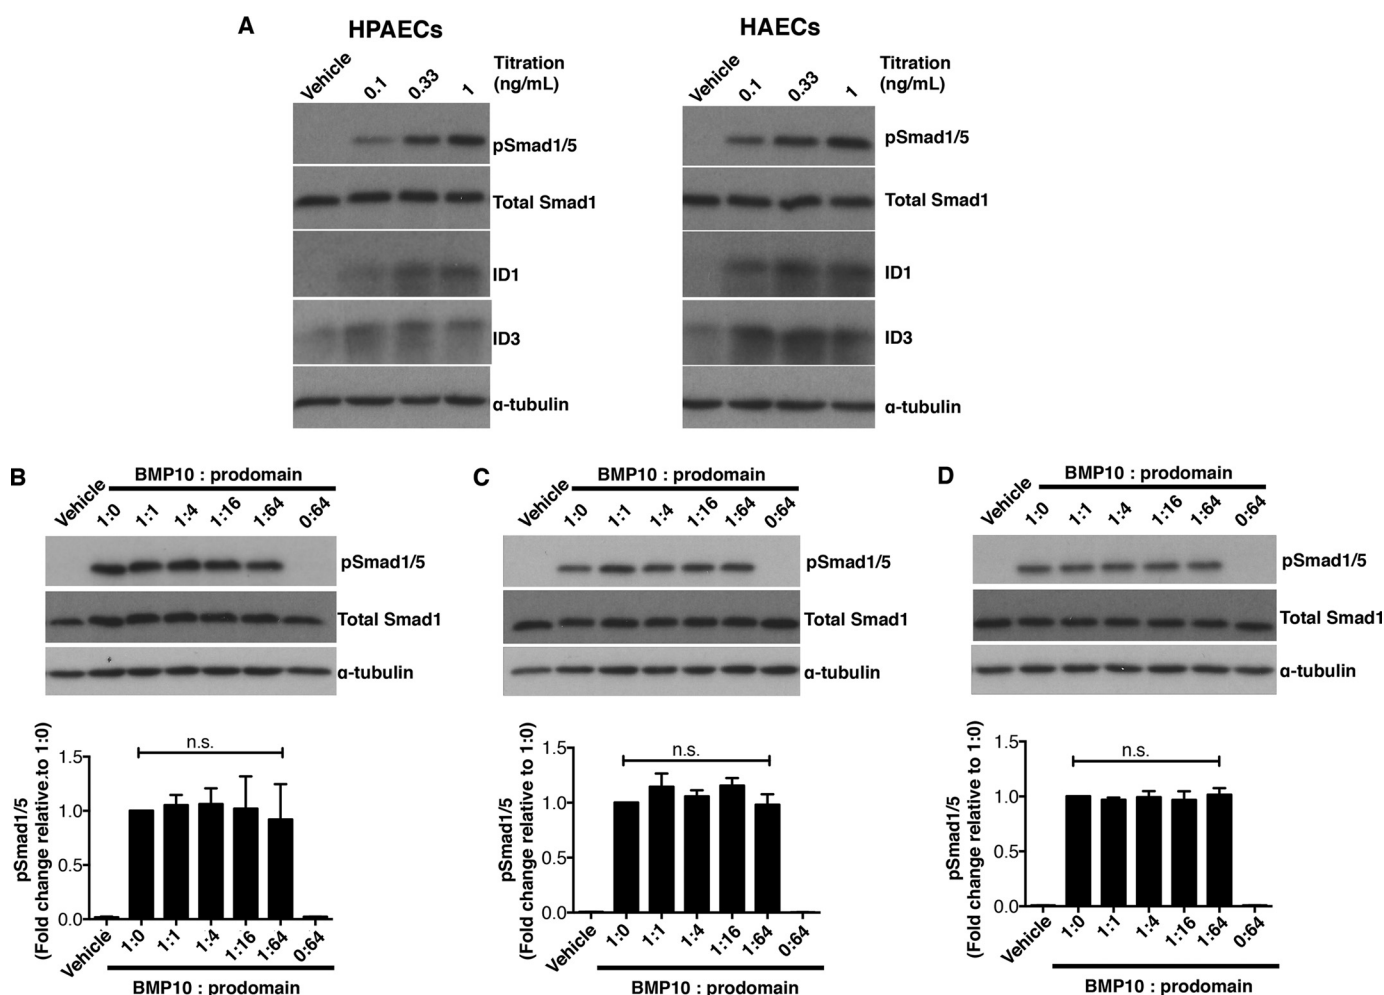 A
HPAECs
Vehicle 0.1 0.33 1 Titration
(ng/mL)
pSmad1/5
Total Smad1
ID1
ID3
α-tubulin
HAECs
Vehicle 0.1 0.33 1 Titration
(ng/mL)
pSmad1/5
Total Smad1
ID1
ID3
α-tubulin
B
BMP10 : prodomain
Vehicle 1:0 1:1 1:4 1:16 1:64 0:64
pSmad1/5
Total Smad1
α-tubulin
pSmad1/5
(Fold change relative.to 1:0)
1.5
1.0
0.5
0.0
n.s.
Vehicle 1:0 1:1 1:4 1:16 1:64 0:64
BMP10 : prodomain
C
BMP10 : prodomain
Vehicle 1:0 1:1 1:4 1:16 1:64 0:64
pSmad1/5
Total Smad1
α-tubulin
pSmad1/5
(Fold change relative to 1:0)
1.5
1.0
0.5
0.0
n.s.
Vehicle 1:0 1:1 1:4 1:16 1:64 0:64
BMP10 : prodomain
D
BMP10 : prodomain
Vehicle 1:0 1:1 1:4 1:16 1:64 0:64
pSmad1/5
Total Smad1
α-tubulin
pSmad1/5
(Fold change relative to 1:0)
1.5
1.0
0.5
0.0
n.s.
Vehicle 1:0 1:1 1:4 1:16 1:64 0:64
BMP10 : prodomain